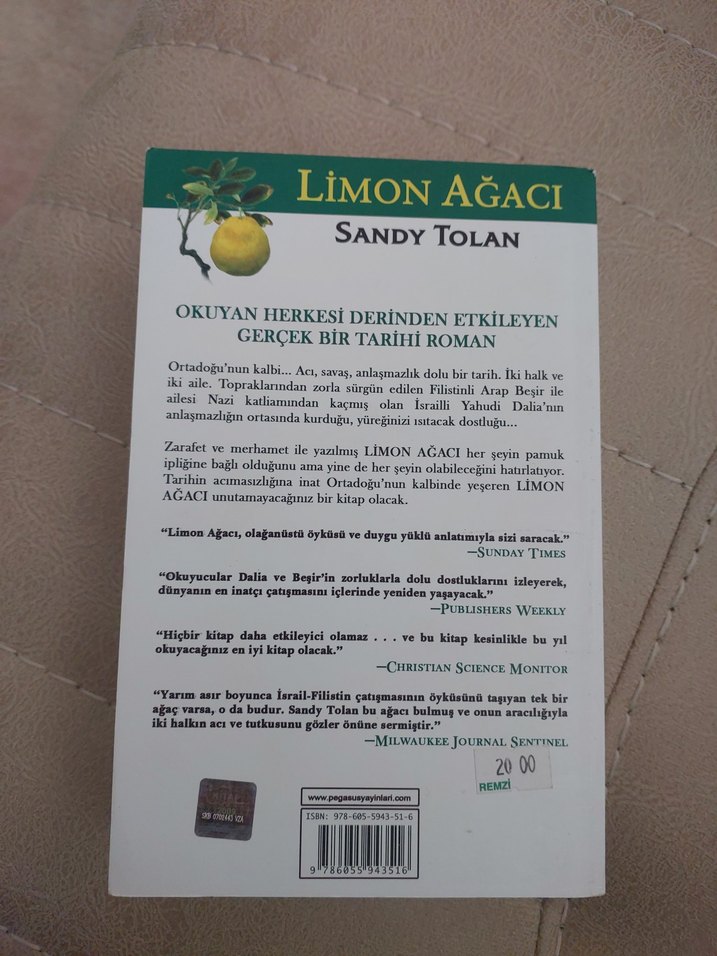 LİMON AĞACI
SANDY TOLAN
OKUYAN HERKESİ DERİNDEN ETKİLEYEN
GERÇEK BİR TARİHİ ROMAN
Ortadoğu'nun kalbi... Acı, savaş, anlaşmazlık dolu bir tarih. İki halk ve
iki aile. Topraklarından zorla sürgün edilen Filistinli Arap Beşir ile
ailesi Nazi katliamından kaçmış olan İsrailli Yahudi Dalia'nın
anlaşmazlığın ortasında kurduğu, yüreğinizi ısıtacak dostluğu...
Zarafet ve merhamet ile yazılmış LİMON AĞACI her şeyin pamuk
ipliğine bağlı olduğunu ama yine de her şeyin olabileceğini hatırlatıyor.
Tarihin acımasızlığına inat Ortadoğu'nun kalbinde yeşeren LİMON
AĞACI unutamayacağınız bir kitap olacak.
“Limon Ağacı, olağanüstü öyküsü ve duygu yüklü anlatımıyla sizi saracak.”
—SUNDAY TIMES
“Okuyucular Dalia ve Beşir'in zorluklarla dolu dostluklarını izleyerek,
dünyanın en inatçı çatışmasını içlerinde yeniden yaşayacak.”
—PUBLISHERS WEEKLY
“Hiçbir kitap daha etkileyici olamaz . . . ve bu kitap kesinlikle bu yıl
okuyacağınız en iyi kitap olacak.”
—CHRISTIAN SCIENCE MONITOR
“Yarım asır boyunca İsrail-Filistin çatışmasının öyküsünü taşıyan tek bir
ağaç varsa, o da budur. Sandy Tolan bu ağacı bulmuş ve onun aracılığıyla
iki halkın acı ve tutkusunu gözler önüne sermiştir.”
—MILWAUKEE JOURNAL SENTINEL
20 00
REMZİ
www.pegasusyayinlari.com
ISBN: 978-605-5943-51-6
9 786055 943516